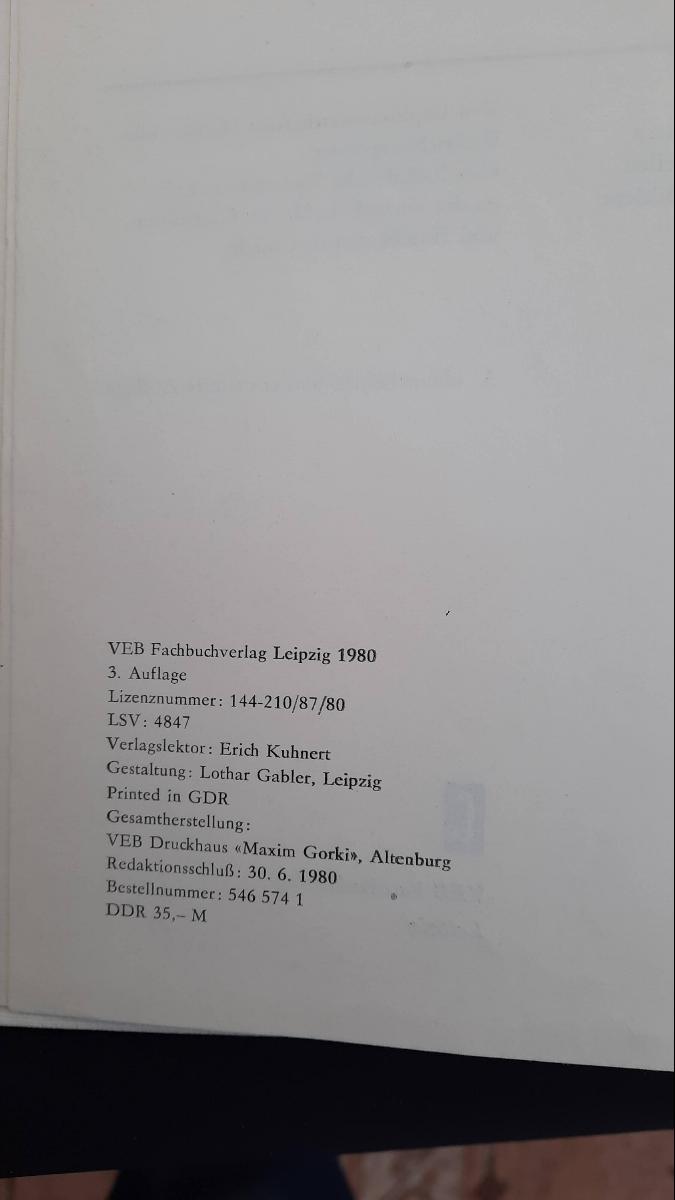 VEB Fachbuchverlag Leipzig 1980
3. Auflage
Lizenznummer: 144-210/87/80
LSV: 4847
Verlagslektor: Erich Kuhnert
Gestaltung: Lothar Gabler, Leipzig
Printed in GDR
Gesamtherstellung:
VEB Druckhaus «Maxim Gorki», Altenburg
Redaktionsschluß: 30. 6. 1980
Bestellnummer: 546 574 1
DDR 35,– M